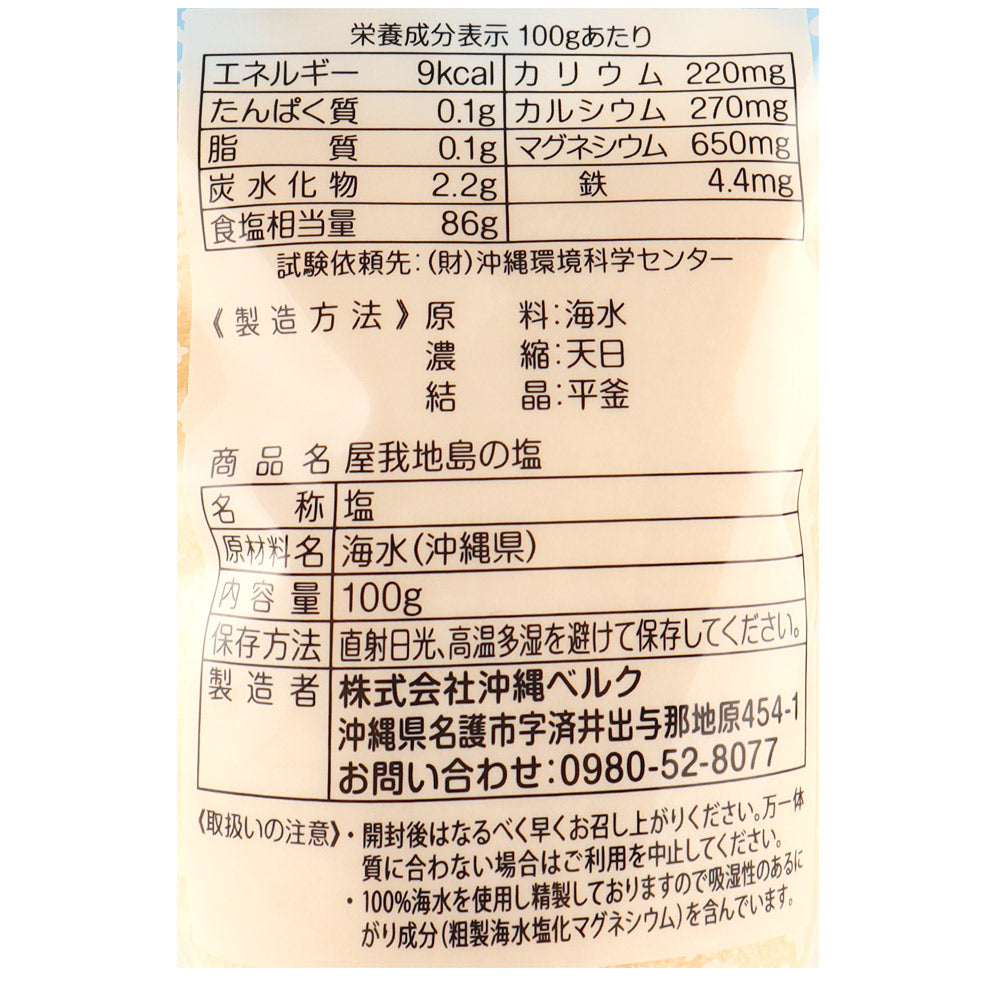 栄養成分表示 100gあたり
エネルギー 9kcal カリウム 220mg
たんぱく質 0.1g カルシウム 270mg
脂質 0.1g マグネシウム 650mg
炭水化物 2.2g 鉄 4.4mg
食塩相当量 86g
試験依頼先:(財)沖縄環境科学センター
《製造方法》原料:海水
濃縮:天日
結晶:平釜
商品名 屋我地島の塩
名称 塩
原材料名 海水(沖縄県)
内容量 100g
保存方法 直射日光、高温多湿を避けて保存してください。
製造者 株式会社沖縄ベルク
沖縄県名護市字済井出与那地原454-1
お問い合わせ:0980-52-8077
《取扱いの注意》・開封後はなるべく早くお召し上がりください。万一体
質に合わない場合はご利用を中止してください。
・100%海水を使用し精製しておりますので吸湿性のあるに
がり成分(粗製海水塩化マグネシウム)を含んでいます。